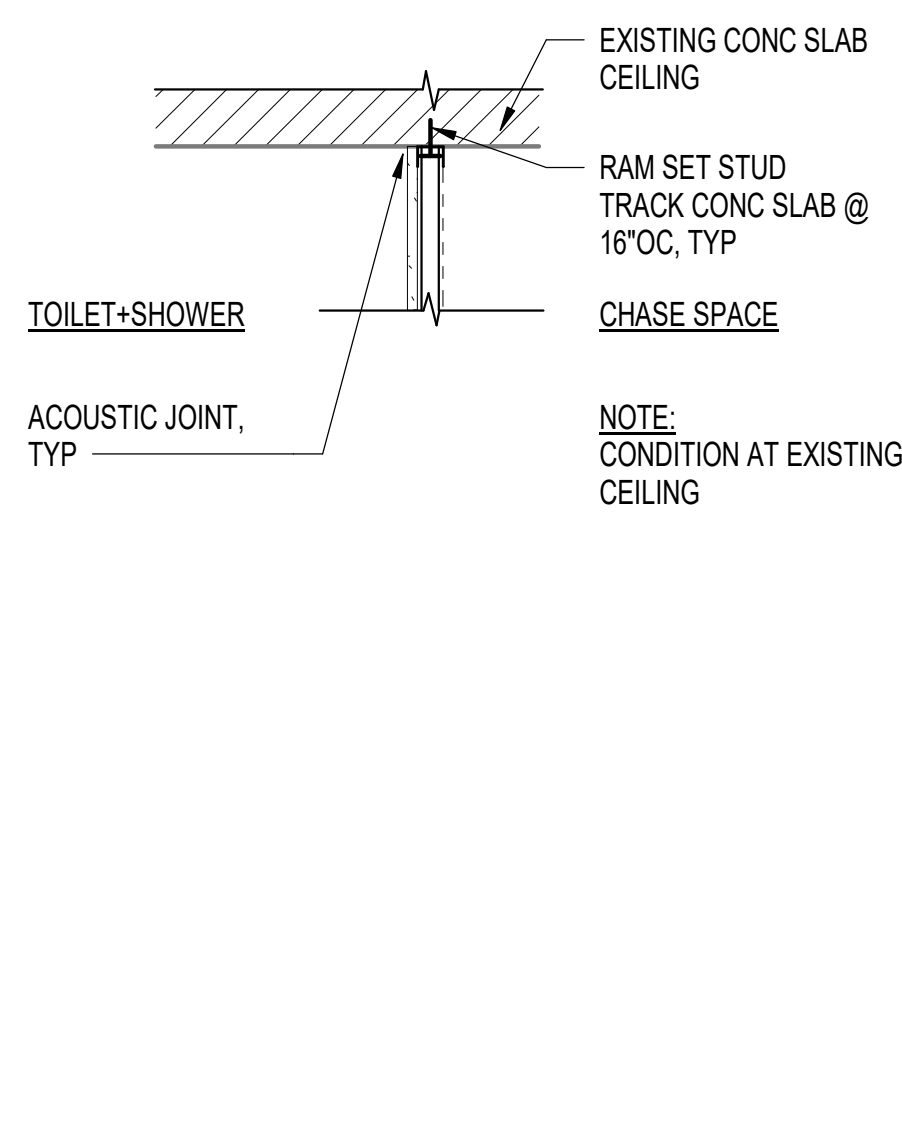 EXISTING CONC SLAB
CEILING
RAM SET STUD
TRACK CONC SLAB @
16"OC, TYP
TOILET+SHOWER
CHASE SPACE
ACOUSTIC JOINT,
TYP
NOTE:
CONDITION AT EXISTING
CEILING